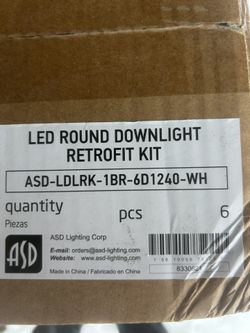 LED ROUND DOWNLIGHT
RETROFIT KIT
ASD-LDLRK-1BR-6D1240-WH
quantity pcs 6
Piezas
ASD
ASD Lighting Corp
E-mail: orders@asd-lighting.com
Website: www.asd-lighting.com
Made in China / Fabricado en China